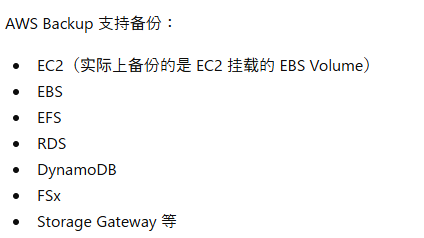 AWS Backup 支持备份：
• EC2（实际上备份的是 EC2 挂载的 EBS Volume）
• EBS
• EFS
• RDS
• DynamoDB
• FSx
• Storage Gateway 等